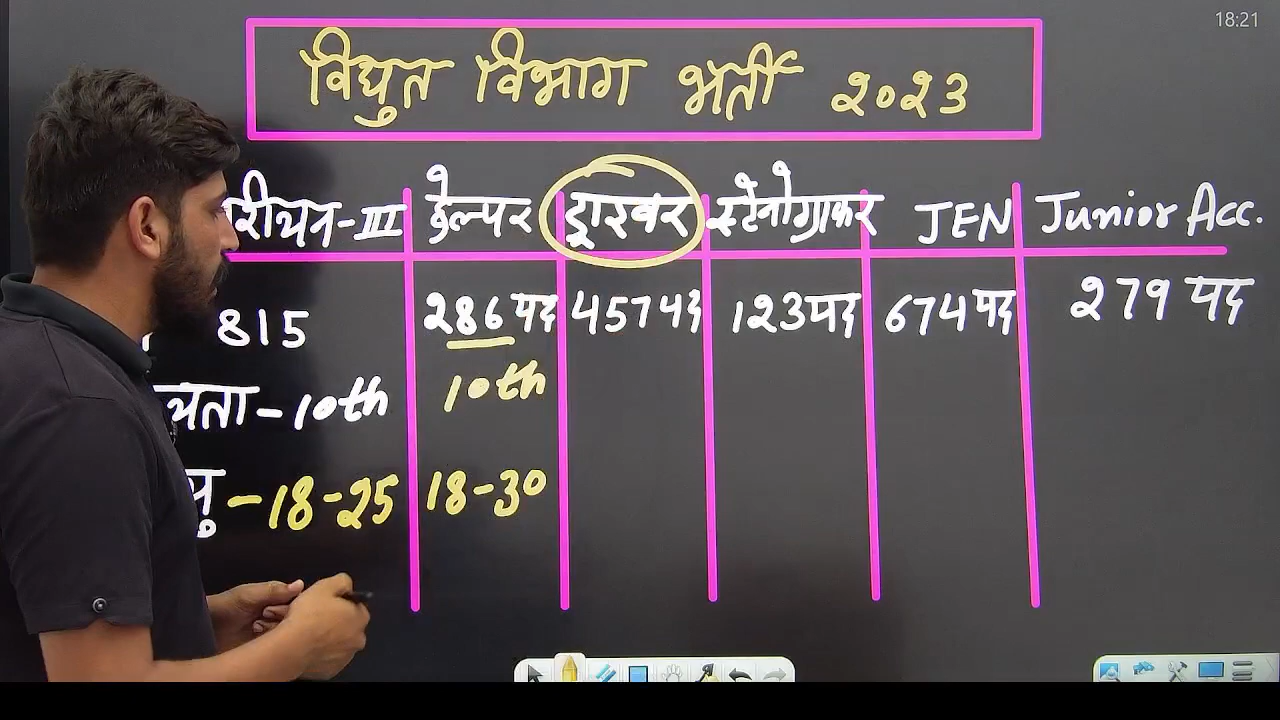 18:21
विद्युत विभाग भर्ती २०२३
रीयन-III हेल्पर ड्राइवर स्टेनोग्राफर JEN Junior Acc.
815 286 पद 457 पद 123 पद 674 पद 279 पद
यता - 10th 10th
यु - 18-25 18-30